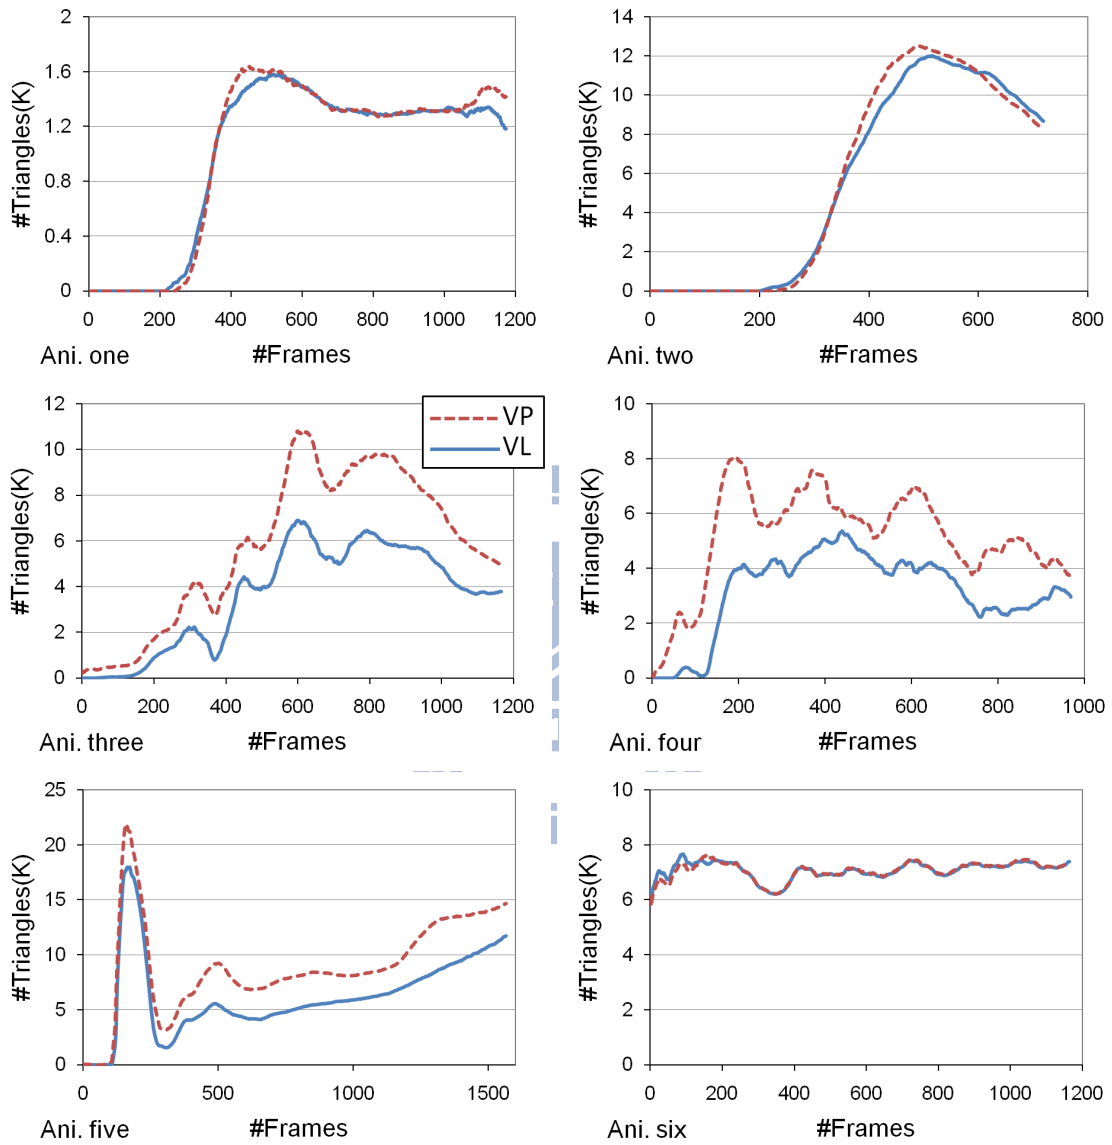 2
1.6
1.2
0.8
0.4
0
#Triangles(K)
0 200 400 600 800 1000 1200
Ani. one #Frames
14
12
10
8
6
4
2
0
#Triangles(K)
0 200 400 600 800
Ani. two #Frames
12
10
8
6
4
2
0
#Triangles(K)
VP
VL
0 200 400 600 800 1000 1200
Ani. three #Frames
10
8
6
4
2
0
#Triangles(K)
0 200 400 600 800 1000
Ani. four #Frames
25
20
15
10
5
0
#Triangles(K)
0 500 1000 1500
Ani. five #Frames
10
8
6
4
2
0
#Triangles(K)
0 200 400 600 800 1000 1200
Ani. six #Frames